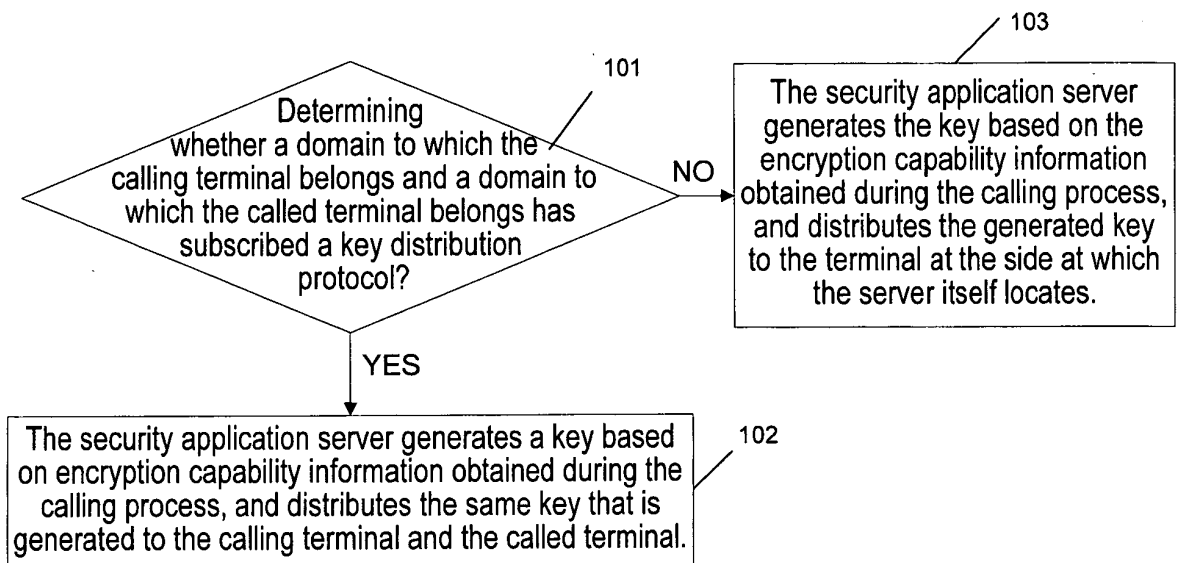 101
Determining
whether a domain to which the
calling terminal belongs and a domain to
which the called terminal belongs has
subscribed a key distribution
protocol?
NO
103
The security application server
generates the key based on the
encryption capability information
obtained during the calling process,
and distributes the generated key
to the terminal at the side at which
the server itself locates.
YES
102
The security application server generates a key based
on encryption capability information obtained during the
calling process, and distributes the same key that is
generated to the calling terminal and the called terminal.